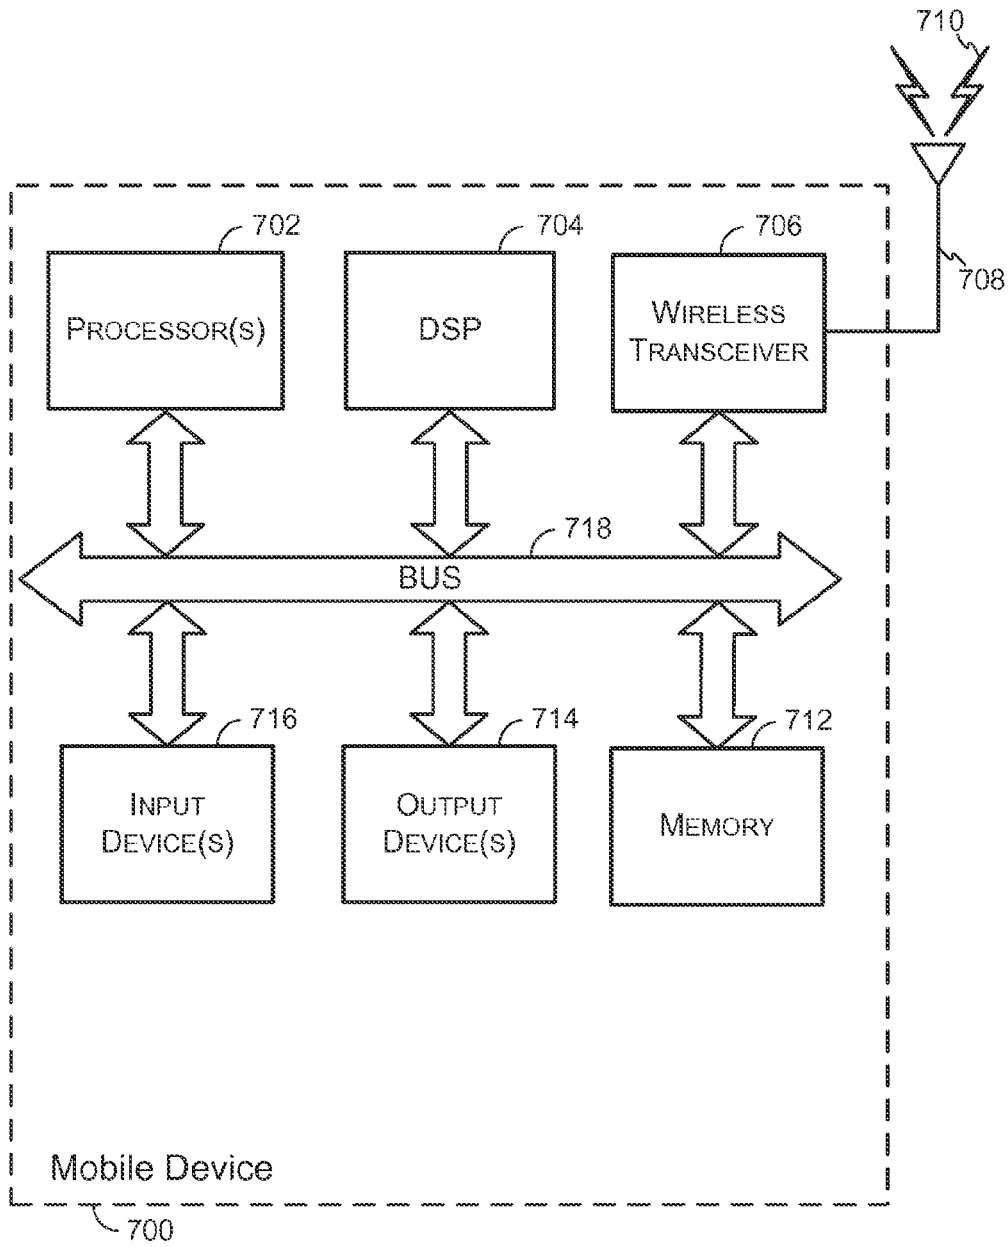 710
702
704
706
708
PROCESSOR(S)
DSP
WIRELESS
TRANSCEIVER
718
BUS
716
714
712
INPUT
DEVICE(S)
OUTPUT
DEVICE(S)
MEMORY
Mobile Device
700